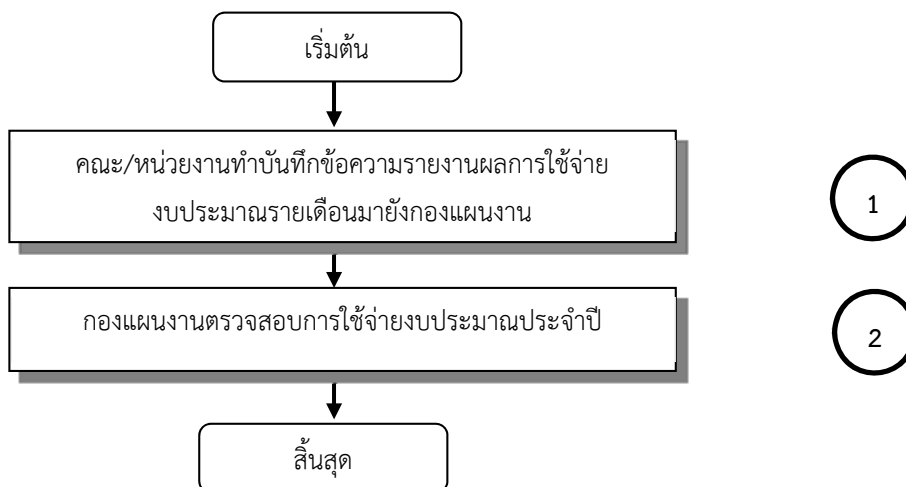 เริ่มต้น
คณะ/หน่วยงานทำบันทึกข้อความรายงานผลการใช้จ่าย
งบประมาณรายเดือนมายังกองแผนงาน
1
กองแผนงานตรวจสอบการใช้จ่ายงบประมาณประจำปี
2
สิ้นสุด